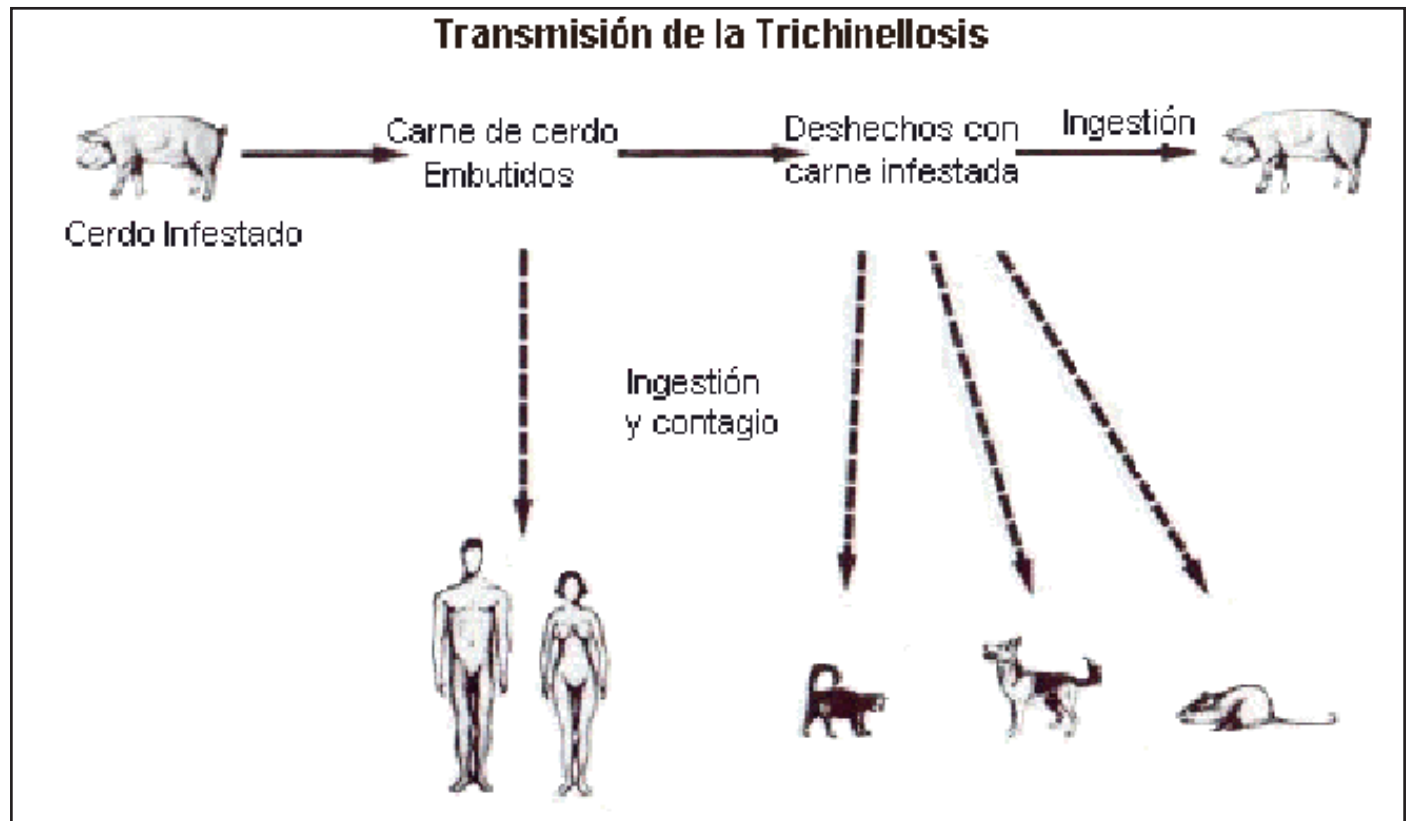 Transmisión de la Trichinellosis
Carne de cerdo
Embutidos
Deshechos con
carne infestada
Ingestión
Cerdo Infestado
Ingestión
y contagio